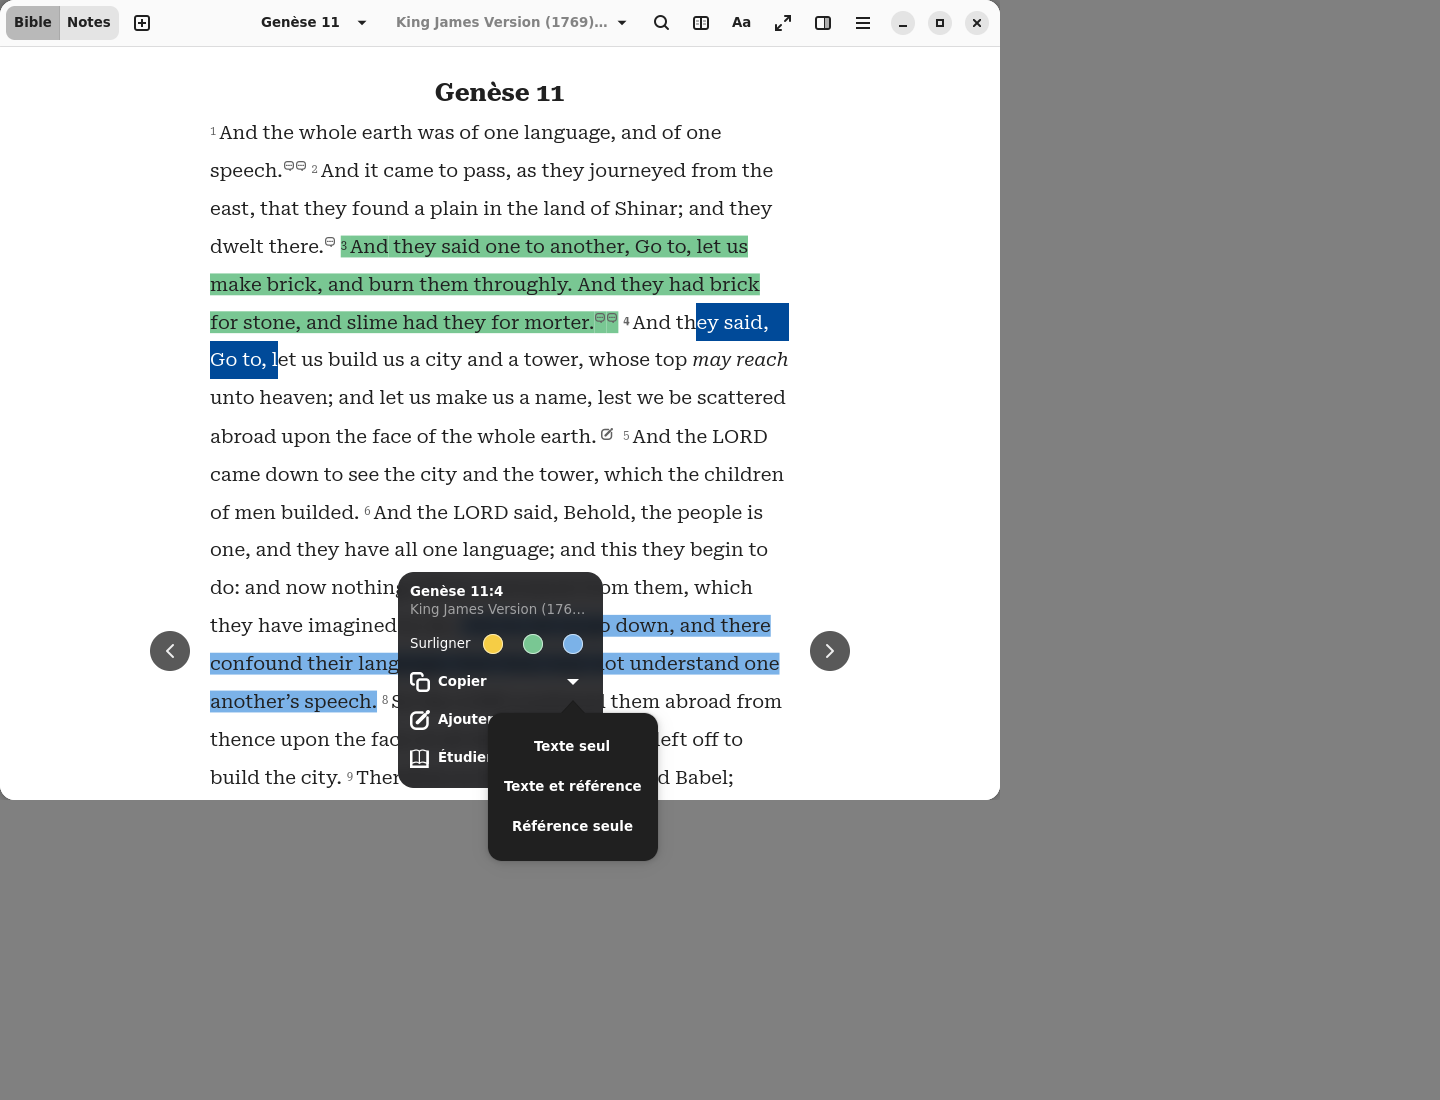 Bible Notes Genèse 11 King James Version (1769)… Aa
Genèse 11
1 And the whole earth was of one language, and of one
speech. 2 And it came to pass, as they journeyed from the
east, that they found a plain in the land of Shinar; and they
dwelt there. 3 And they said one to another, Go to, let us
make brick, and burn them throughly. And they had brick
for stone, and slime had they for morter. 4 And they said,
Go to, let us build us a city and a tower, whose top may reach
unto heaven; and let us make us a name, lest we be scattered
abroad upon the face of the whole earth. 5 And the LORD
came down to see the city and the tower, which the children
of men builded. 6 And the LORD said, Behold, the people is
one, and they have all one language; and this they begin to
do: and now nothing om them, which
they have imagined o down, and there
confound their lang not understand one
another’s speech. 8 S d them abroad from
thence upon the fac left off to
build the city. 9 Ther d Babel;
Genèse 11:4
King James Version (176…
Surligner
Copier
Ajouter
Étudier
Texte seul
Texte et référence
Référence seule